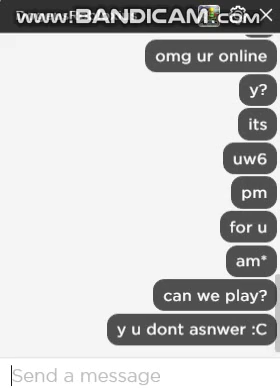 www.BANDICAM.COM
omg ur online
y?
its
uw6
pm
for u
am*
can we play?
y u dont asnwer :C
Send a message